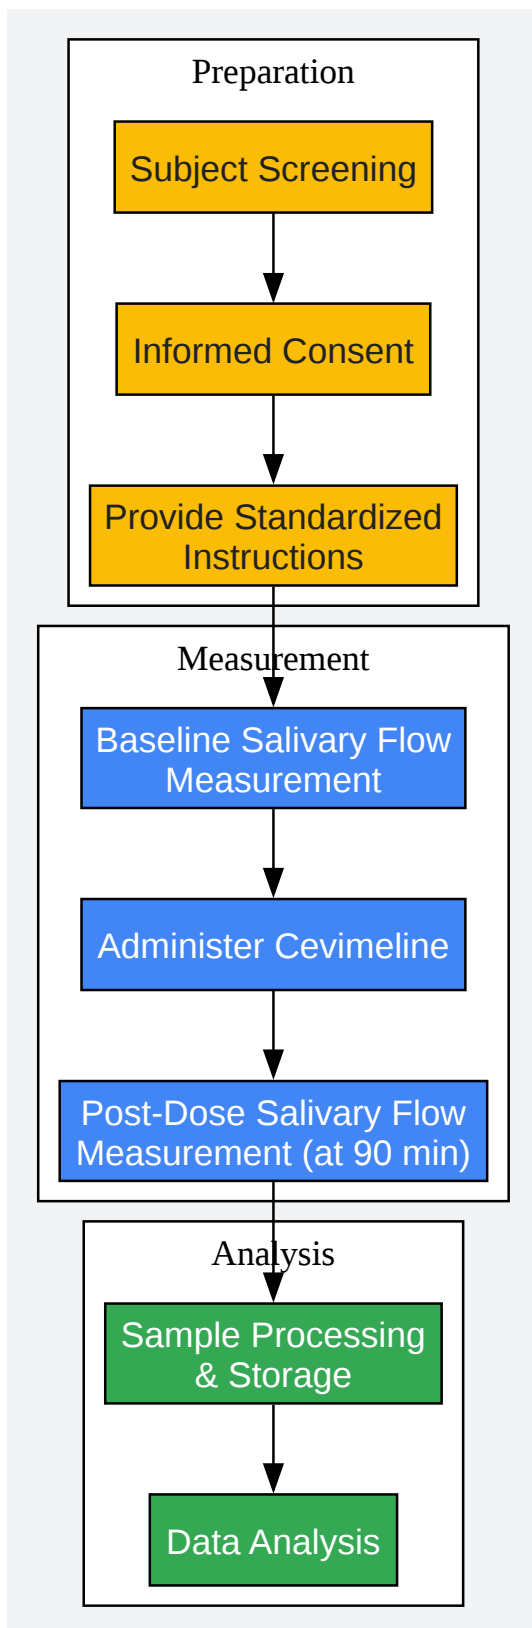 Preparation
Subject Screening
Informed Consent
Provide Standardized
Instructions
Measurement
Baseline Salivary Flow
Measurement
Administer Cevimeline
Post-Dose Salivary Flow
Measurement (at 90 min)
Analysis
Sample Processing
& Storage
Data Analysis